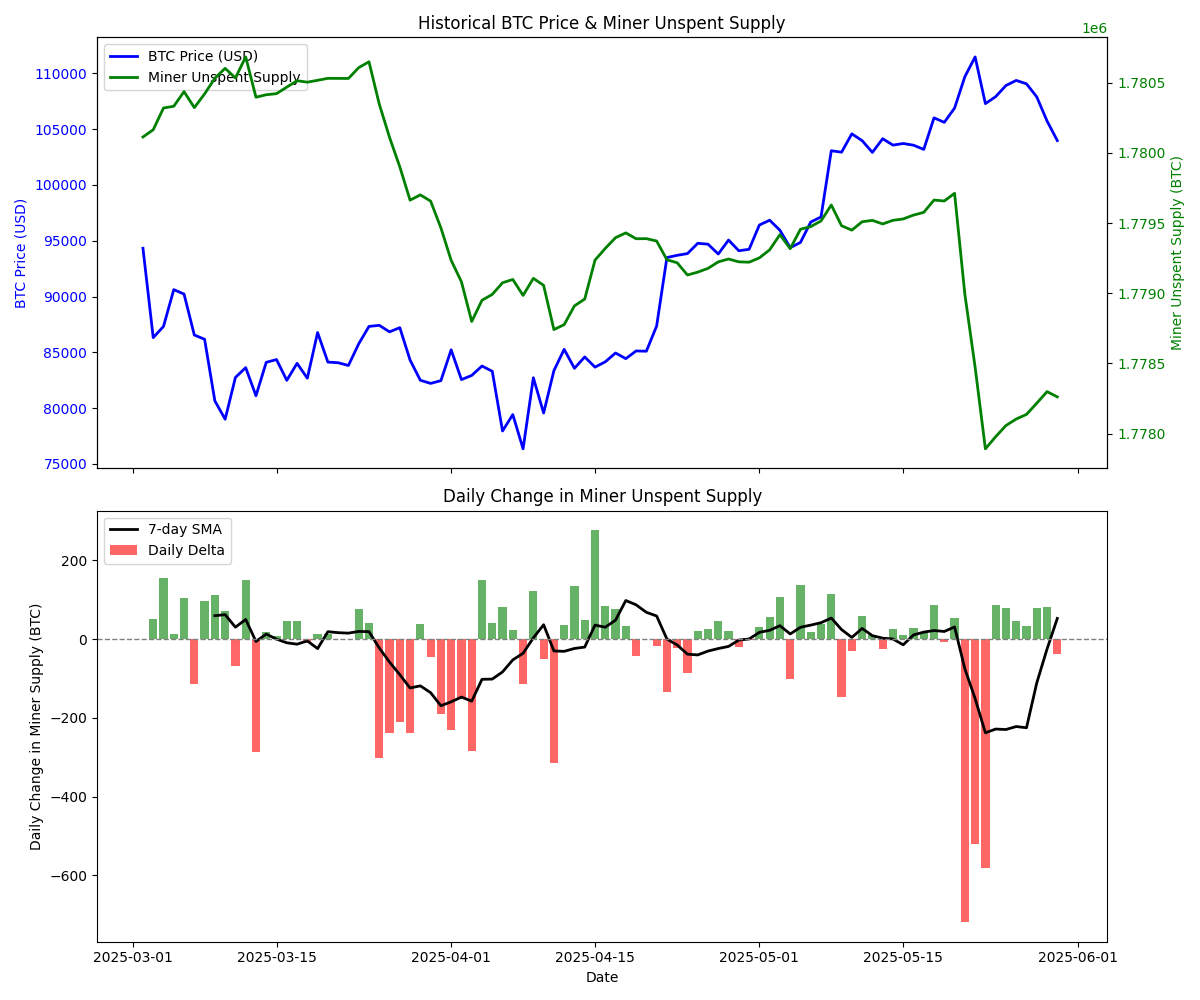 Historical BTC Price & Miner Unspent Supply
1e6
BTC Price (USD)
Miner Unspent Supply
110000
105000
100000
95000
90000
85000
80000
75000
BTC Price (USD)
1.7805
1.7800
1.7795
1.7790
1.7785
1.7780
Miner Unspent Supply (BTC)
Daily Change in Miner Unspent Supply
7-day SMA
Daily Delta
200
0
−200
−400
−600
Daily Change in Miner Supply (BTC)
2025-03-01
2025-03-15
2025-04-01
2025-04-15
2025-05-01
2025-05-15
2025-06-01
Date